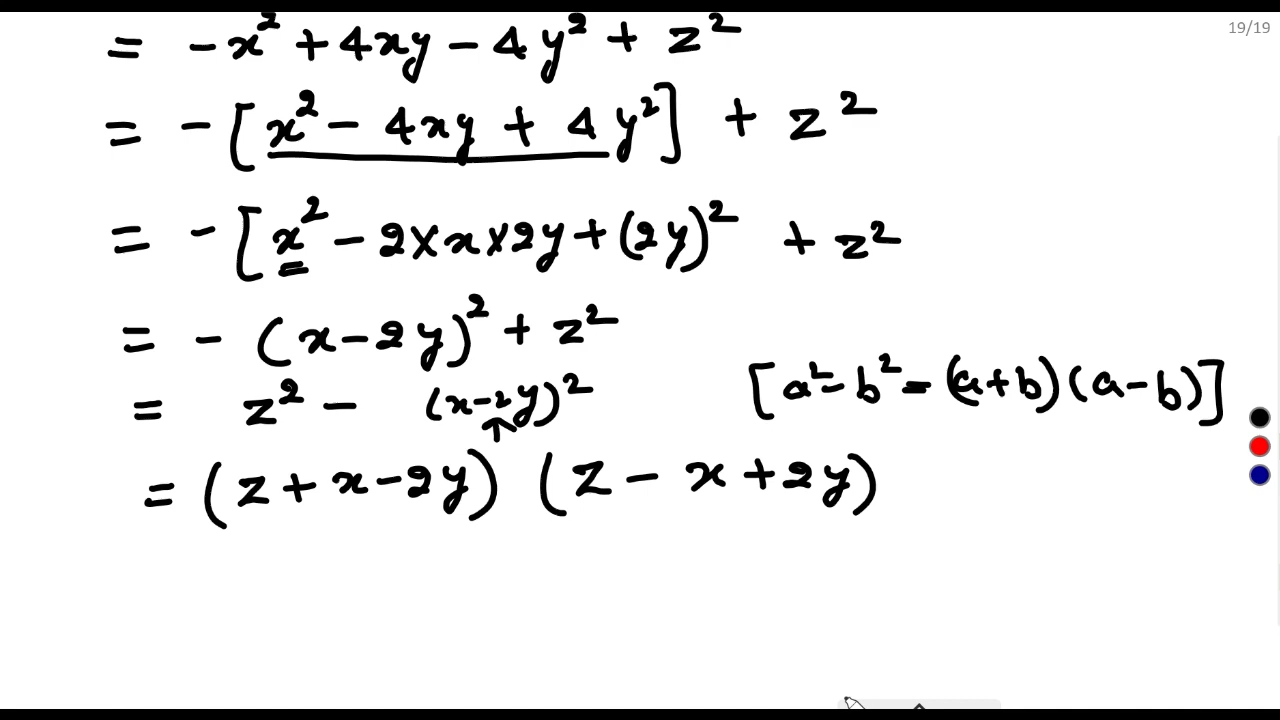 19/19
= -x² + 4xy - 4y² + z²
= -[x² - 4xy + 4y²] + z²
= -[x² - 2×x×2y + (2y)² + z²
= -(x-2y)² + z²
= z² - (x-2y)² [a²-b²=(a+b)(a-b)]
= (z+x-2y) (z-x+2y)